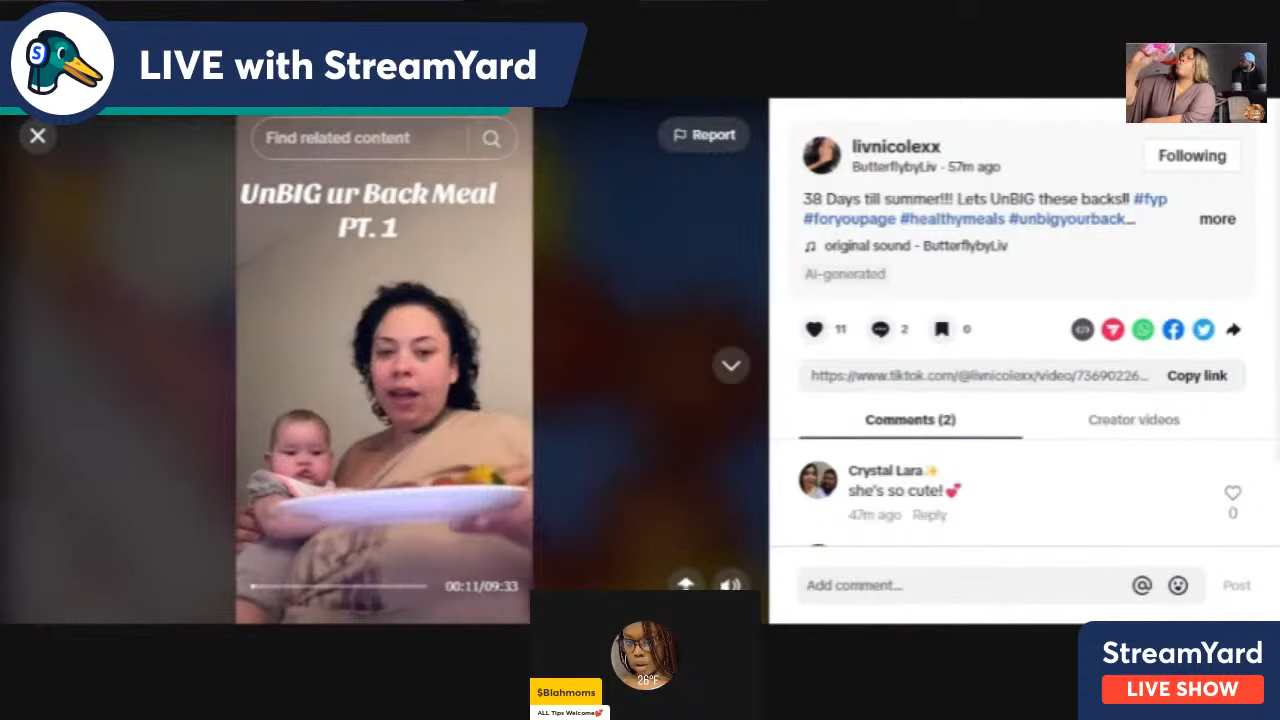 LIVE with StreamYard
S
Find related content
Report
UnBIG ur Back Meal
PT. 1
00:11/09:33
livnicolexx
ButterflybyLiv - 57m ago
Following
38 Days till summer!!! Lets UnBIG these backs!! #fyp
#foryoupage #healthymeals #unbigyourback...
more
original sound - ButterflybyLiv
AI-generated
11
2
0
https://www.tiktok.com/@livnicolexx/video/73690226...
Copy link
Comments (2)
Creator videos
Crystal Lara✨
she's so cute! 💕
47m ago Reply
0
Add comment...
Post
26°F
$Blahmoms
ALL Tips Welcome💕
StreamYard
LIVE SHOW